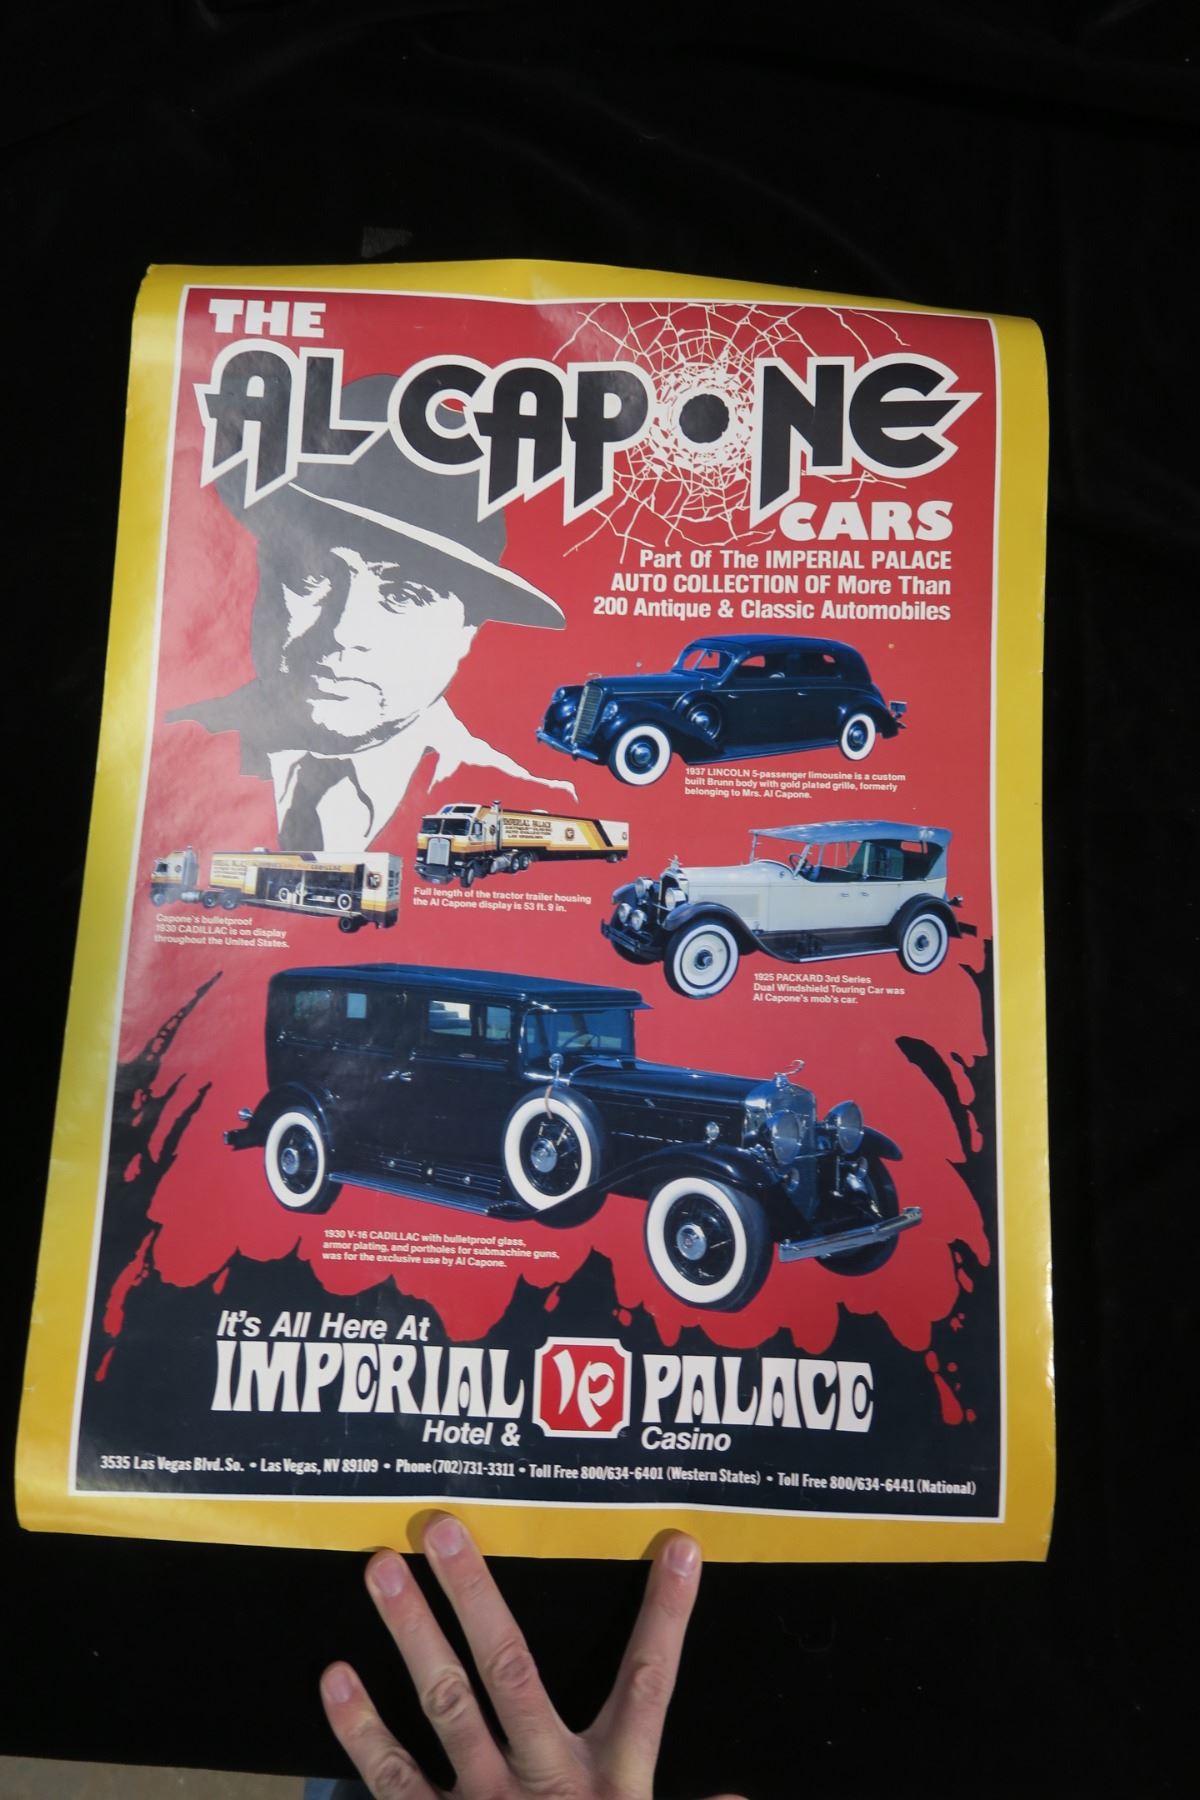 THE
AL CAPONE
CARS
Part Of The IMPERIAL PALACE
AUTO COLLECTION OF More Than
200 Antique & Classic Automobiles
1937 LINCOLN 5-passenger limousine is a custom
built Brunn body with gold plated grille, formerly
belonging to Mrs. Al Capone.
IMPERIAL PALACE
Full length of the tractor trailer housing
the Al Capone display is 53 ft. 9 in.
Capone's bulletproof
1930 CADILLAC is on display
throughout the United States.
1925 PACKARD 3rd Series
Dual Windshield Touring Car was
Al Capone's mob's car.
1930 V-16 CADILLAC with bulletproof glass,
armor plating, and portholes for submachine guns,
was for the exclusive use by Al Capone.
It's All Here At
IMPERIAL IP PALACE
Hotel & Casino
3535 Las Vegas Blvd. So. • Las Vegas, NV 89109 • Phone (702) 731-3311 • Toll Free 800/634-6401 (Western States) • Toll Free 800/634-6441 (National)